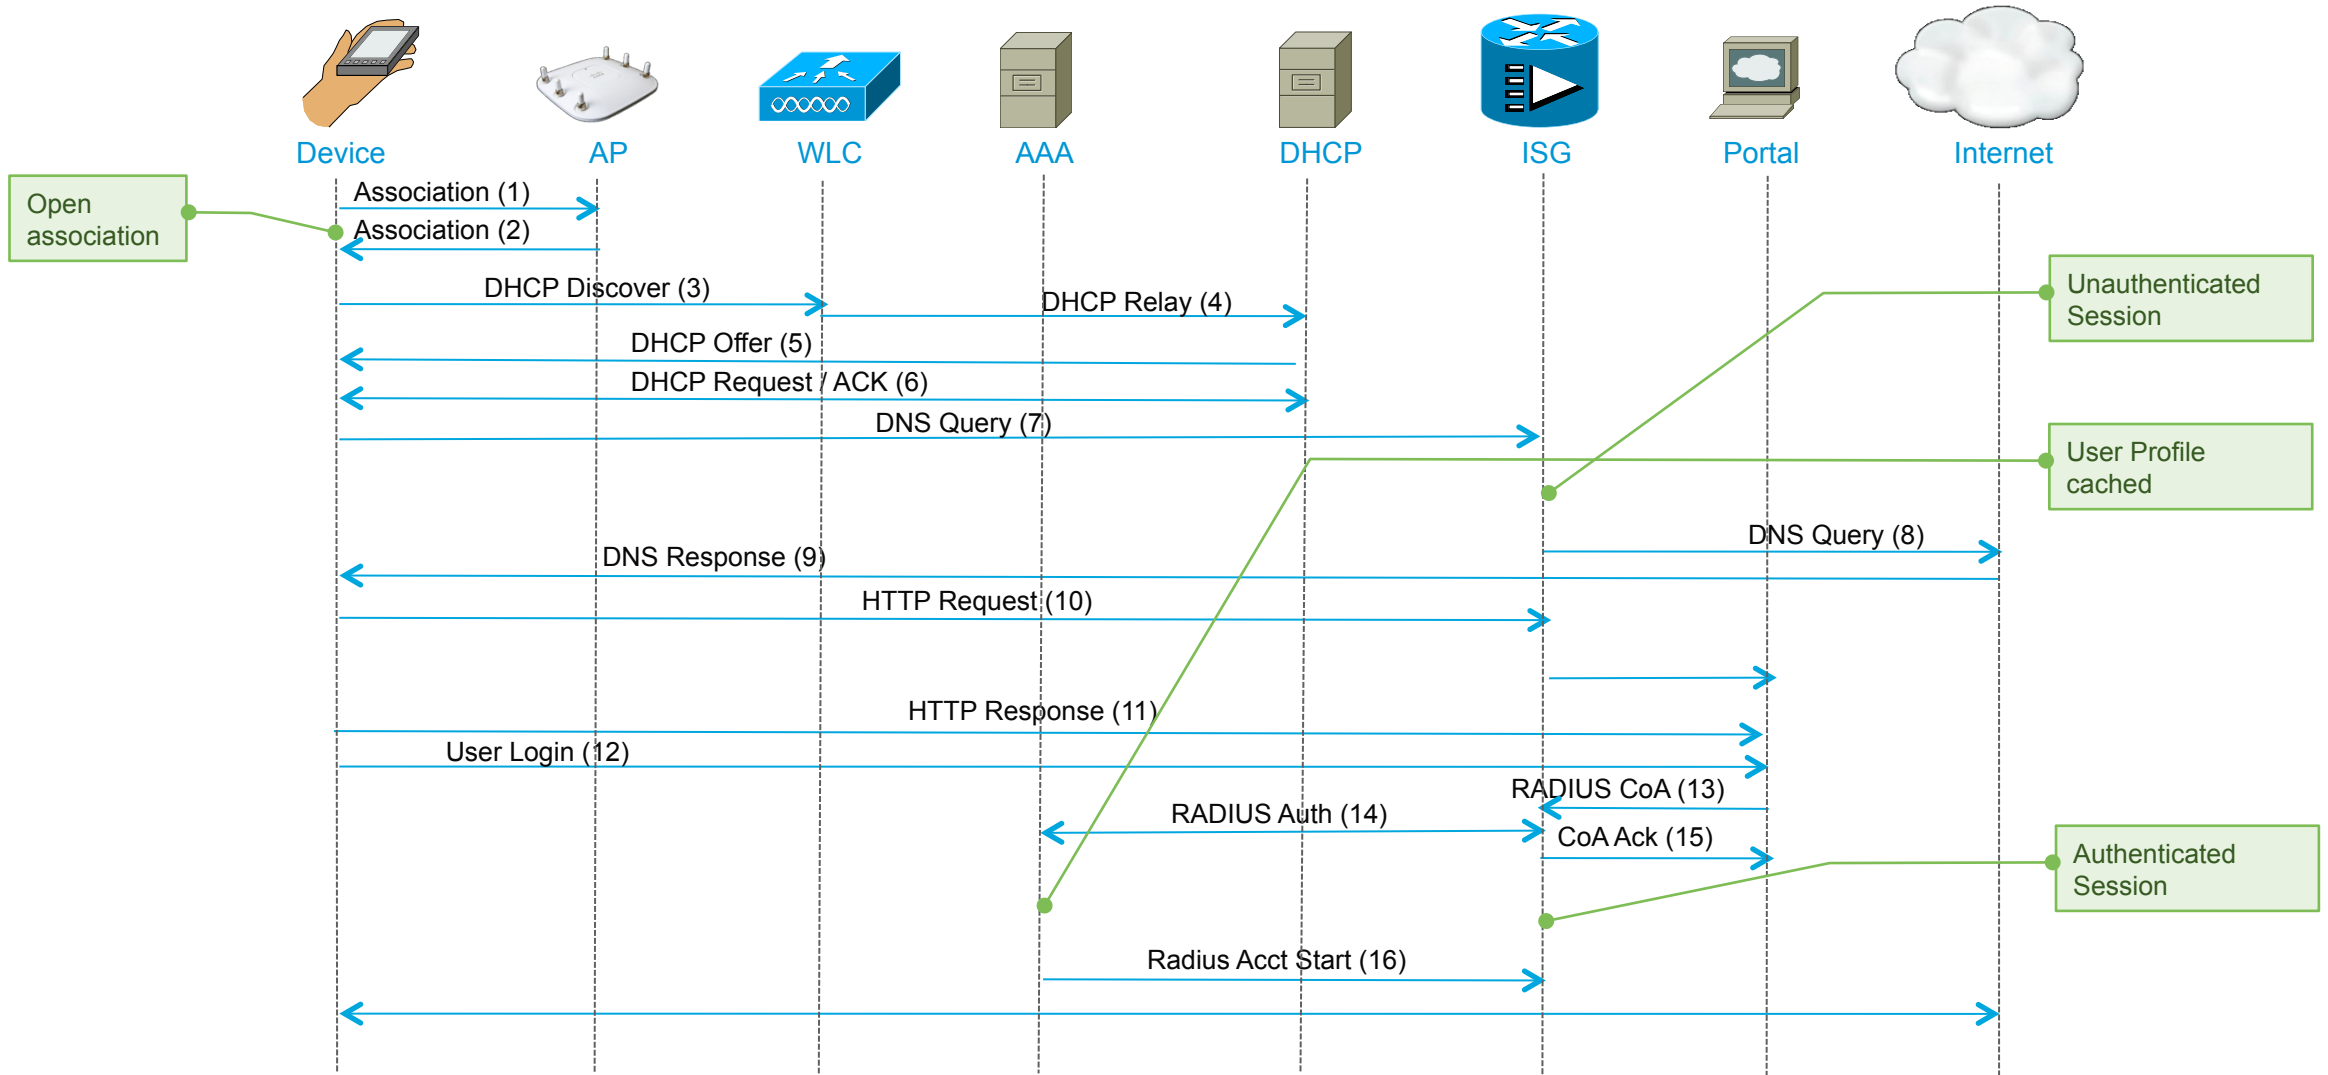 Device
AP
WLC
AAA
DHCP
ISG
Portal
Internet
Open
association
Association (1)
Association (2)
DHCP Discover (3)
DHCP Relay (4)
Unauthenticated
Session
DHCP Offer (5)
DHCP Request / ACK (6)
DNS Query (7)
User Profile
cached
DNS Query (8)
DNS Response (9)
HTTP Request (10)
HTTP Response (11)
User Login (12)
RADIUS CoA (13)
RADIUS Auth (14)
CoA Ack (15)
Authenticated
Session
Radius Acct Start (16)